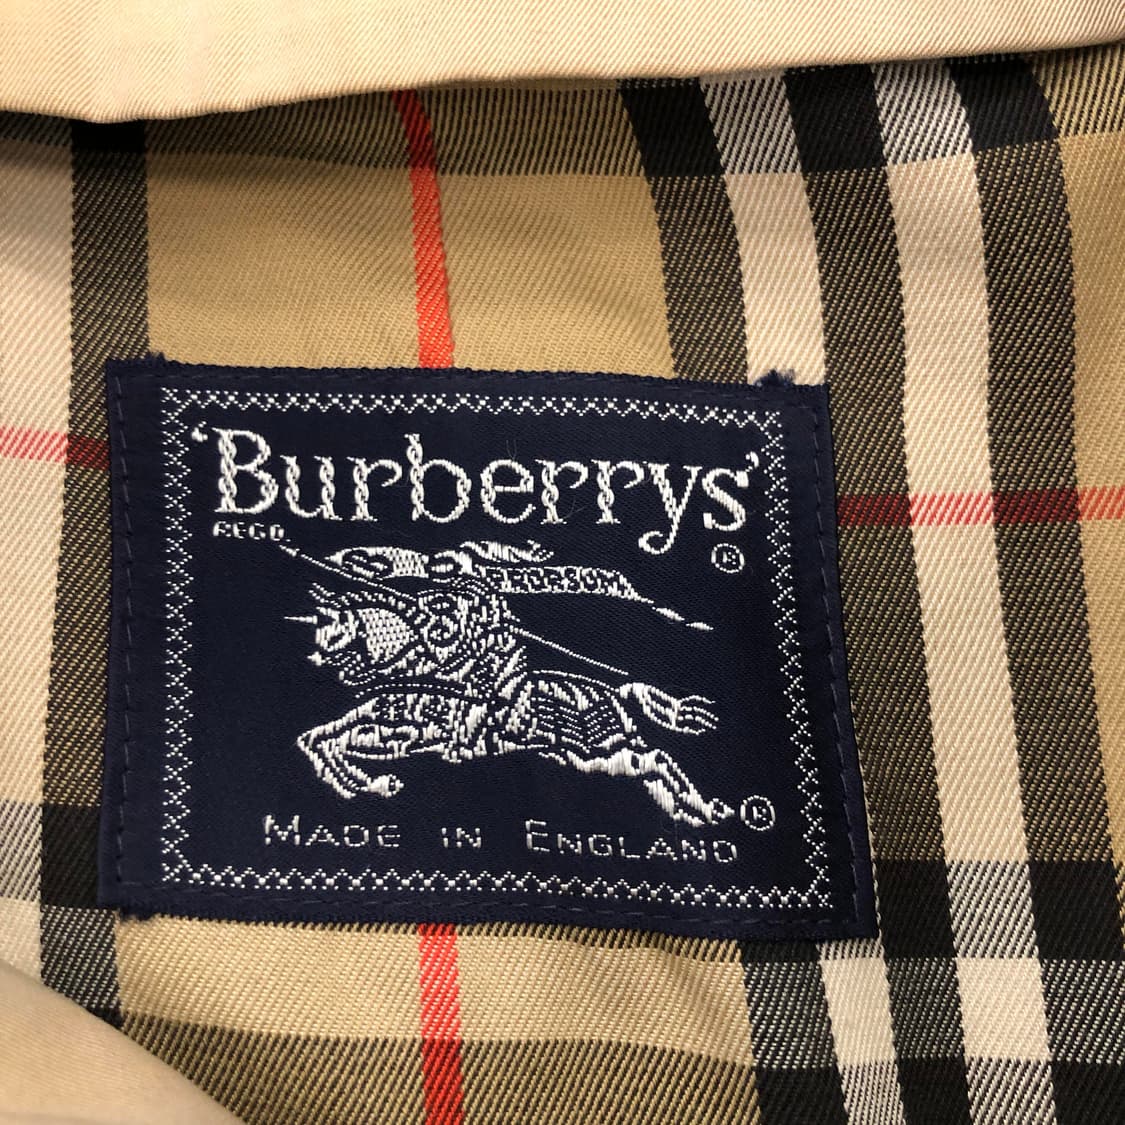 'Burberrys'
REGD.
®
PRORSUM
®
MADE IN ENGLAND